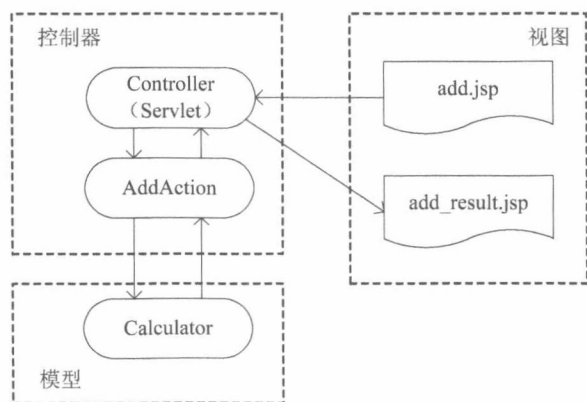 控制器
视图
Controller
（Servlet）
add.jsp
AddAction
add_result.jsp
Calculator
模型